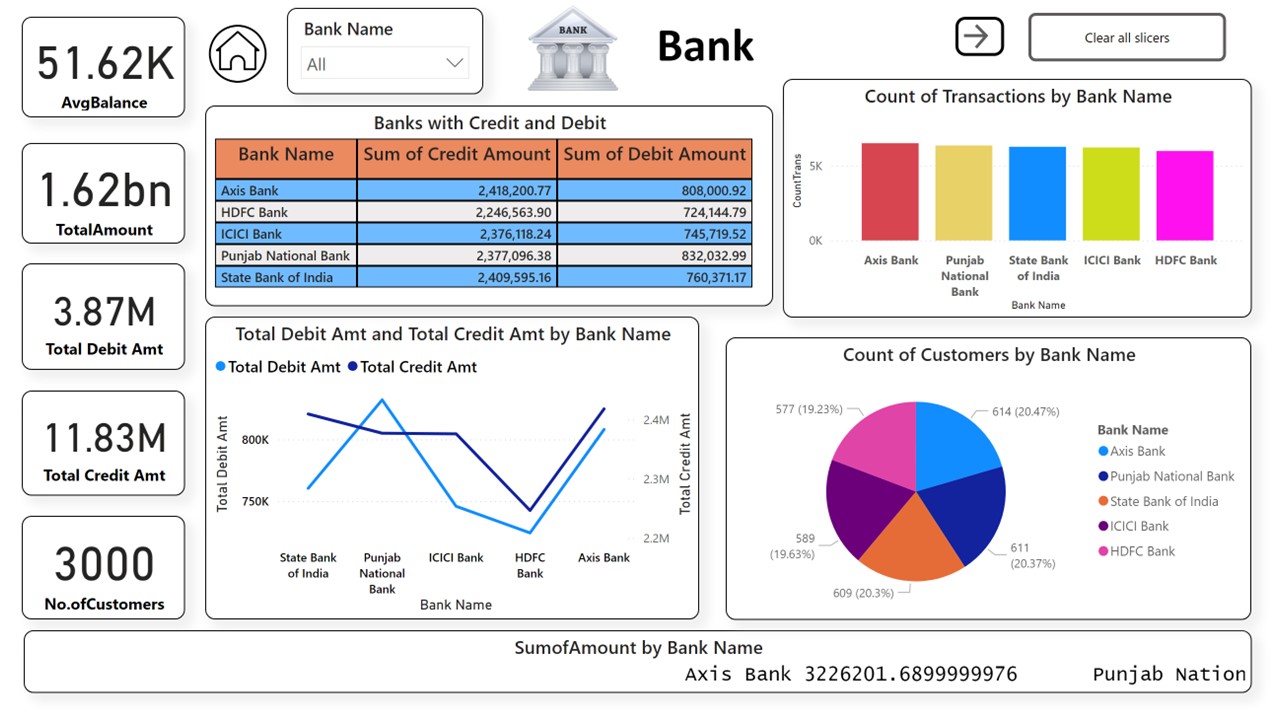 51.62K
AvgBalance
1.62bn
TotalAmount
3.87M
Total Debit Amt
11.83M
Total Credit Amt
3000
No.ofCustomers
Bank Name
All
BANK
Bank
Clear all slicers
Banks with Credit and Debit
Bank Name Sum of Credit Amount Sum of Debit Amount
Axis Bank 2,418,200.77 808,000.92
HDFC Bank 2,246,563.90 724,144.79
ICICI Bank 2,376,118.24 745,719.52
Punjab National Bank 2,377,096.38 832,032.99
State Bank of India 2,409,595.16 760,371.17
Count of Transactions by Bank Name
CountTrans
5K
0K
Axis Bank
Punjab
National
Bank
State Bank
of India
ICICI Bank
HDFC Bank
Bank Name
Total Debit Amt and Total Credit Amt by Bank Name
Total Debit Amt Total Credit Amt
Total Debit Amt
800K
750K
2.4M
2.3M
2.2M
Total Credit Amt
State Bank
of India
Punjab
National
Bank
ICICI Bank
HDFC
Bank
Axis Bank
Bank Name
Count of Customers by Bank Name
577 (19.23%)
614 (20.47%)
589
(19.63%)
611
(20.37%)
609 (20.3%)
Bank Name
Axis Bank
Punjab National Bank
State Bank of India
ICICI Bank
HDFC Bank
SumofAmount by Bank Name
Axis Bank 3226201.6899999976 Punjab Nation